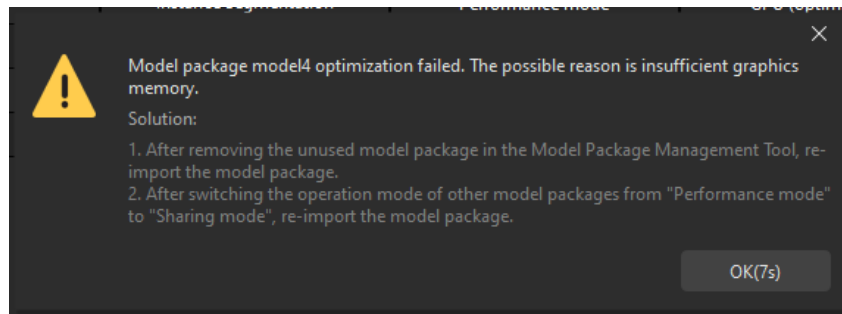 Model package model4 optimization failed. The possible reason is insufficient graphics
memory.
Solution:
1. After removing the unused model package in the Model Package Management Tool, re-
import the model package.
2. After switching the operation mode of other model packages from "Performance mode"
to "Sharing mode", re-import the model package.
OK(7s)